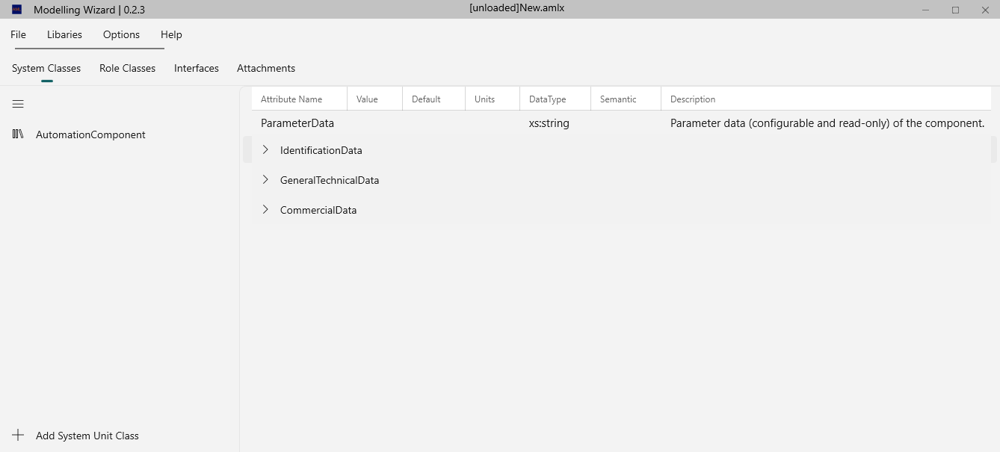 AML Modelling Wizard | 0.2.3 [unloaded]New.amlx
File Libaries Options Help
System Classes Role Classes Interfaces Attachments
Attribute Name Value Default Units DataType Semantic Description
ParameterData xs:string Parameter data (configurable and read-only) of the component.
AutomationComponent
IdentificationData
GeneralTechnicalData
CommercialData
Add System Unit Class